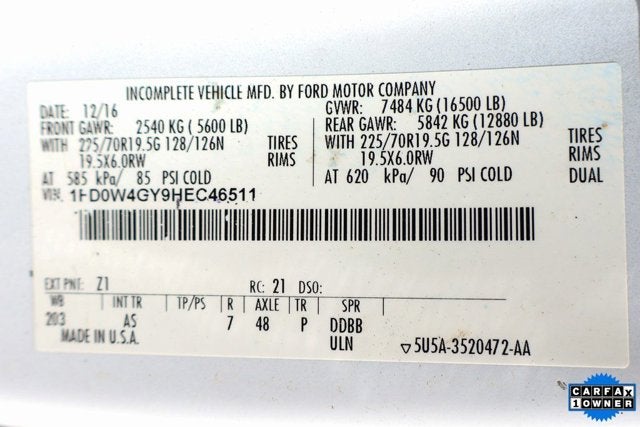 INCOMPLETE VEHICLE MFD. BY FORD MOTOR COMPANY
DATE: 12/16 GVWR: 7484 KG (16500 LB)
FRONT GAWR: 2540 KG ( 5600 LB) REAR GAWR: 5842 KG (12880 LB)
WITH 225/70R19.5G 128/126N TIRES WITH 225/70R19.5G 128/126N TIRES
19.5X6.0RW RIMS 19.5X6.0RW RIMS
AT 585 kPa/ 85 PSI COLD AT 620 kPa/ 90 PSI COLD DUAL
VIN: 1FD0W4GY9HEC46511
EXT PNT: Z1 RC: 21 DSO:
WB INT TR TP/PS R AXLE TR SPR
203 AS 7 48 P DDBB
MADE IN U.S.A. ULN ▽5U5A-3520472-AA
CARFAX
1 OWNER